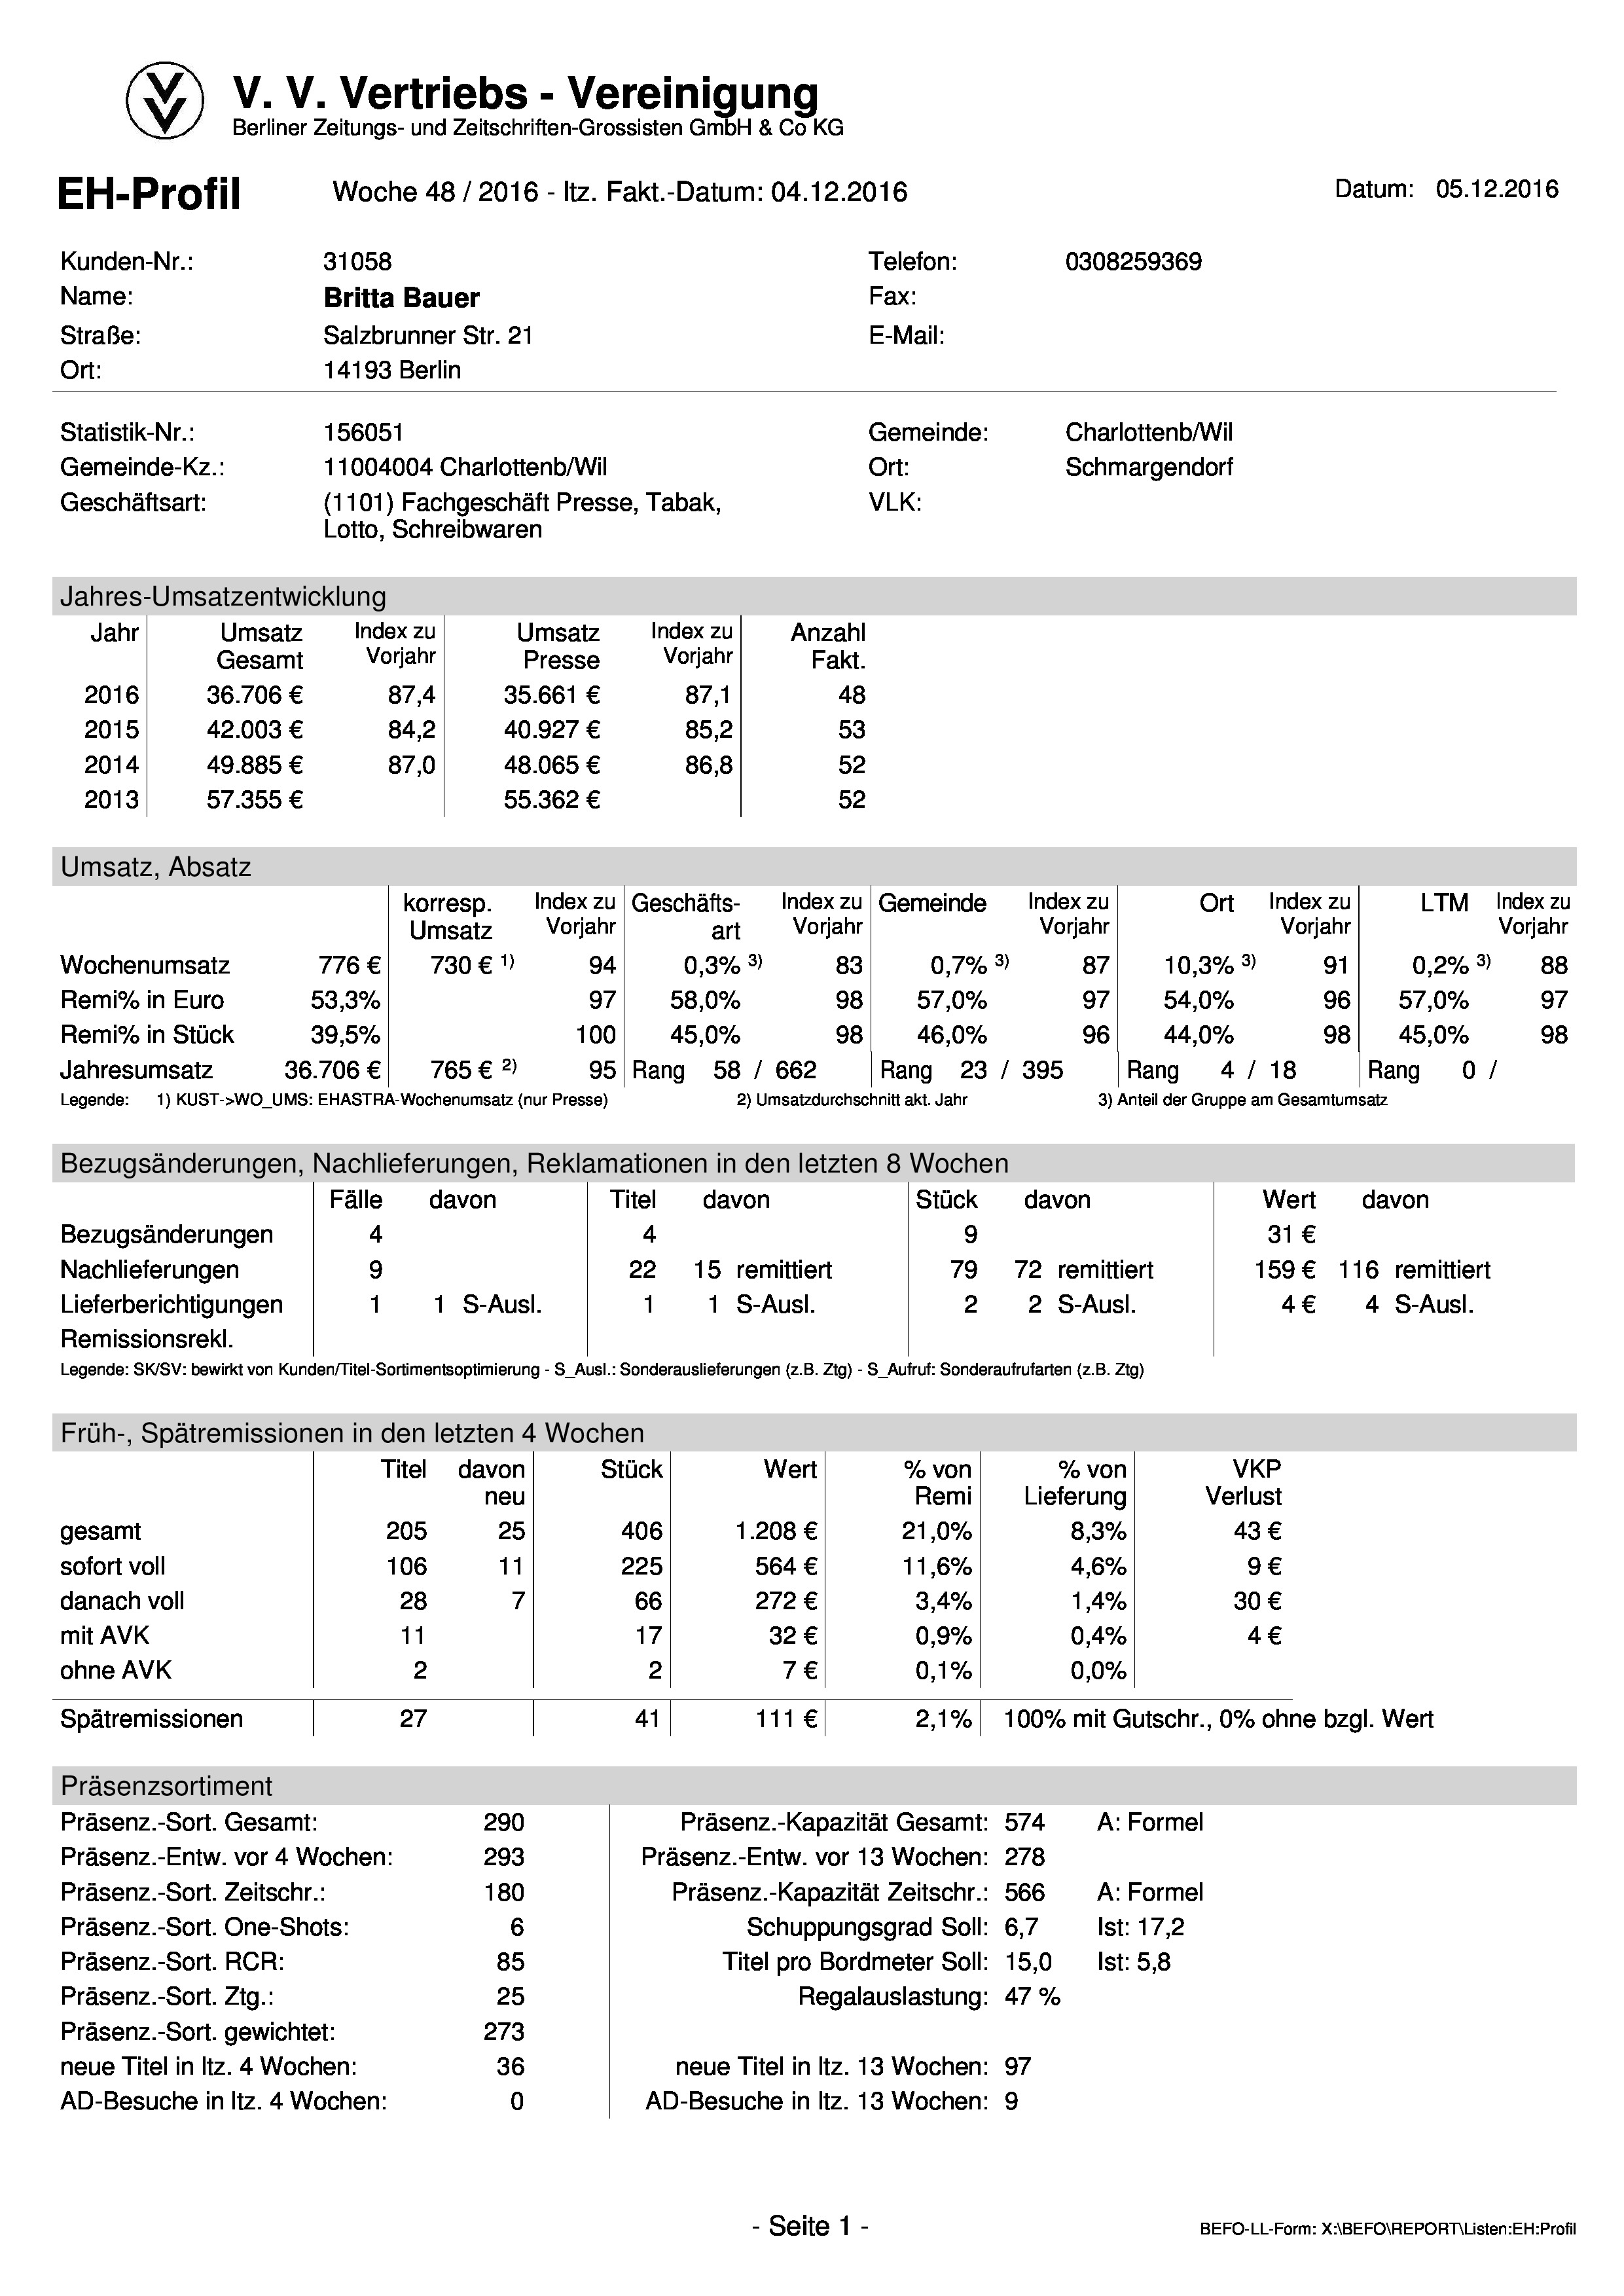 V. V. Vertriebs - Vereinigung
Berliner Zeitungs- und Zeitschriften-Grossisten GmbH & Co KG
EH-Profil Woche 48 / 2016 - ltz. Fakt.-Datum: 04.12.2016 Datum: 05.12.2016
Kunden-Nr.: 31058 Telefon: 0308259369
Name: Britta Bauer Fax:
Straße: Salzbrunner Str. 21 E-Mail:
Ort: 14193 Berlin
Statistik-Nr.: 156051 Gemeinde: Charlottenb/Wil
Gemeinde-Kz.: 11004004 Charlottenb/Wil Ort: Schmargendorf
Geschäftsart: (1101) Fachgeschäft Presse, Tabak, VLK:
Lotto, Schreibwaren
Jahres-Umsatzentwicklung
Jahr Umsatz Index zu Umsatz Index zu Anzahl
Gesamt Vorjahr Presse Vorjahr Fakt.
2016 36.706 € 87,4 35.661 € 87,1 48
2015 42.003 € 84,2 40.927 € 85,2 53
2014 49.885 € 87,0 48.065 € 86,8 52
2013 57.355 € 55.362 € 52
Umsatz, Absatz
korresp. Index zu Geschäfts- Index zu Gemeinde Index zu Ort Index zu LTM Index zu
Umsatz Vorjahr art Vorjahr Vorjahr Vorjahr Vorjahr
Wochenumsatz 776 € 730 € 1) 94 0,3% 3) 83 0,7% 3) 87 10,3% 3) 91 0,2% 3) 88
Remi% in Euro 53,3% 97 58,0% 98 57,0% 97 54,0% 96 57,0% 97
Remi% in Stück 39,5% 100 45,0% 98 46,0% 96 44,0% 98 45,0% 98
Jahresumsatz 36.706 € 765 € 2) 95 Rang 58 / 662 Rang 23 / 395 Rang 4 / 18 Rang 0 /
Legende: 1) KUST->WO_UMS: EHASTRA-Wochenumsatz (nur Presse) 2) Umsatzdurchschnitt akt. Jahr 3) Anteil der Gruppe am Gesamtumsatz
Bezugsänderungen, Nachlieferungen, Reklamationen in den letzten 8 Wochen
Fälle davon Titel davon Stück davon Wert davon
Bezugsänderungen 4 4 9 31 €
Nachlieferungen 9 22 15 remittiert 79 72 remittiert 159 € 116 remittiert
Lieferberichtigungen 1 1 S-Ausl. 1 1 S-Ausl. 2 2 S-Ausl. 4 € 4 S-Ausl.
Remissionsrekl.
Legende: SK/SV: bewirkt von Kunden/Titel-Sortimentsoptimierung - S_Ausl.: Sonderauslieferungen (z.B. Ztg) - S_Aufruf: Sonderaufrufarten (z.B. Ztg)
Früh-, Spätremissionen in den letzten 4 Wochen
Titel davon Stück Wert % von % von VKP
neu Remi Lieferung Verlust
gesamt 205 25 406 1.208 € 21,0% 8,3% 43 €
sofort voll 106 11 225 564 € 11,6% 4,6% 9 €
danach voll 28 7 66 272 € 3,4% 1,4% 30 €
mit AVK 11 17 32 € 0,9% 0,4% 4 €
ohne AVK 2 2 7 € 0,1% 0,0%
Spätremissionen 27 41 111 € 2,1% 100% mit Gutschr., 0% ohne bzgl. Wert
Präsenzsortiment
Präsenz.-Sort. Gesamt: 290 Präsenz.-Kapazität Gesamt: 574 A: Formel
Präsenz.-Entw. vor 4 Wochen: 293 Präsenz.-Entw. vor 13 Wochen: 278
Präsenz.-Sort. Zeitschr.: 180 Präsenz.-Kapazität Zeitschr.: 566 A: Formel
Präsenz.-Sort. One-Shots: 6 Schuppungsgrad Soll: 6,7 Ist: 17,2
Präsenz.-Sort. RCR: 85 Titel pro Bordmeter Soll: 15,0 Ist: 5,8
Präsenz.-Sort. Ztg.: 25 Regalauslastung: 47 %
Präsenz.-Sort. gewichtet: 273
neue Titel in ltz. 4 Wochen: 36 neue Titel in ltz. 13 Wochen: 97
AD-Besuche in ltz. 4 Wochen: 0 AD-Besuche in ltz. 13 Wochen: 9
- Seite 1 - BEFO-LL-Form: X:\BEFO\REPORT\Listen:EH:Profil